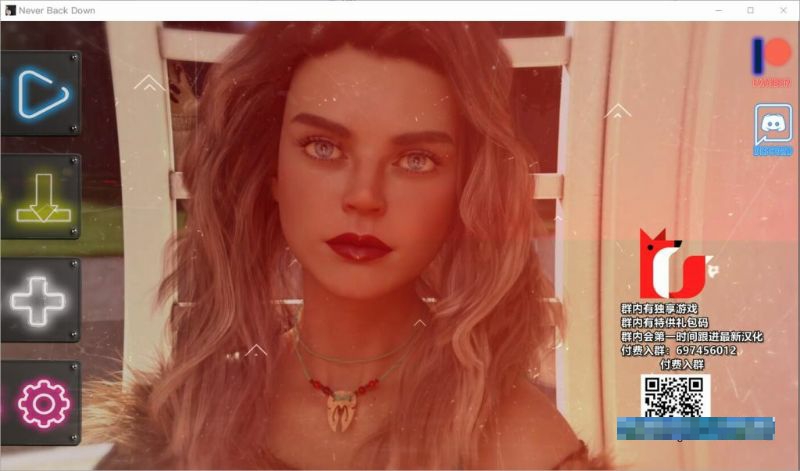 Never Back Down
PATREON
DISCORD
群内有独享游戏
群内有特供礼包码
群内会第一时间跟进最新汉化
付费入群：697456012
付费入群